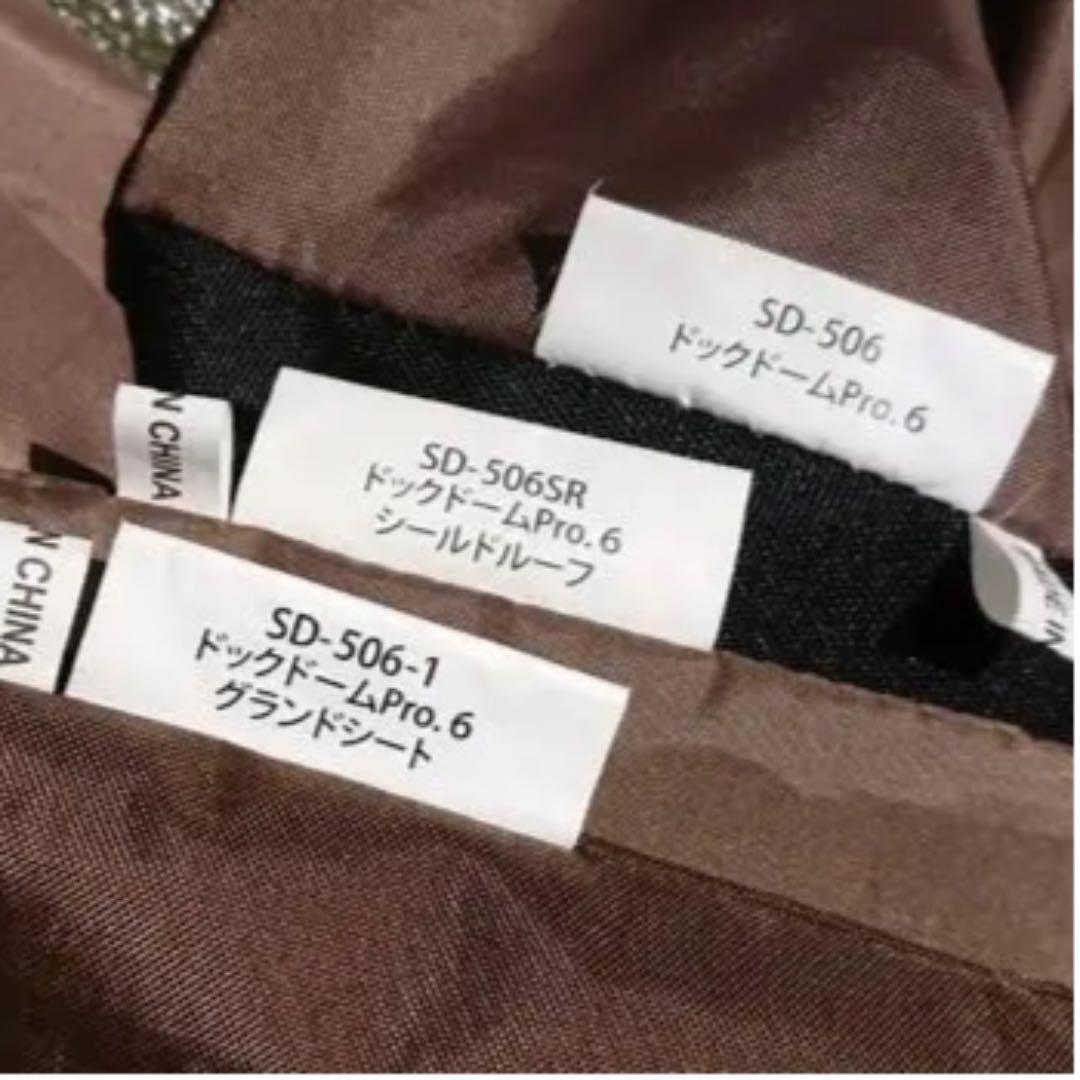 SD-506
ドックドームPro.6
SD-506SR
ドックドームPro.6
シールドルーフ
SD-506-1
ドックドームPro.6
グランドシート
N CHINA
N CHINA